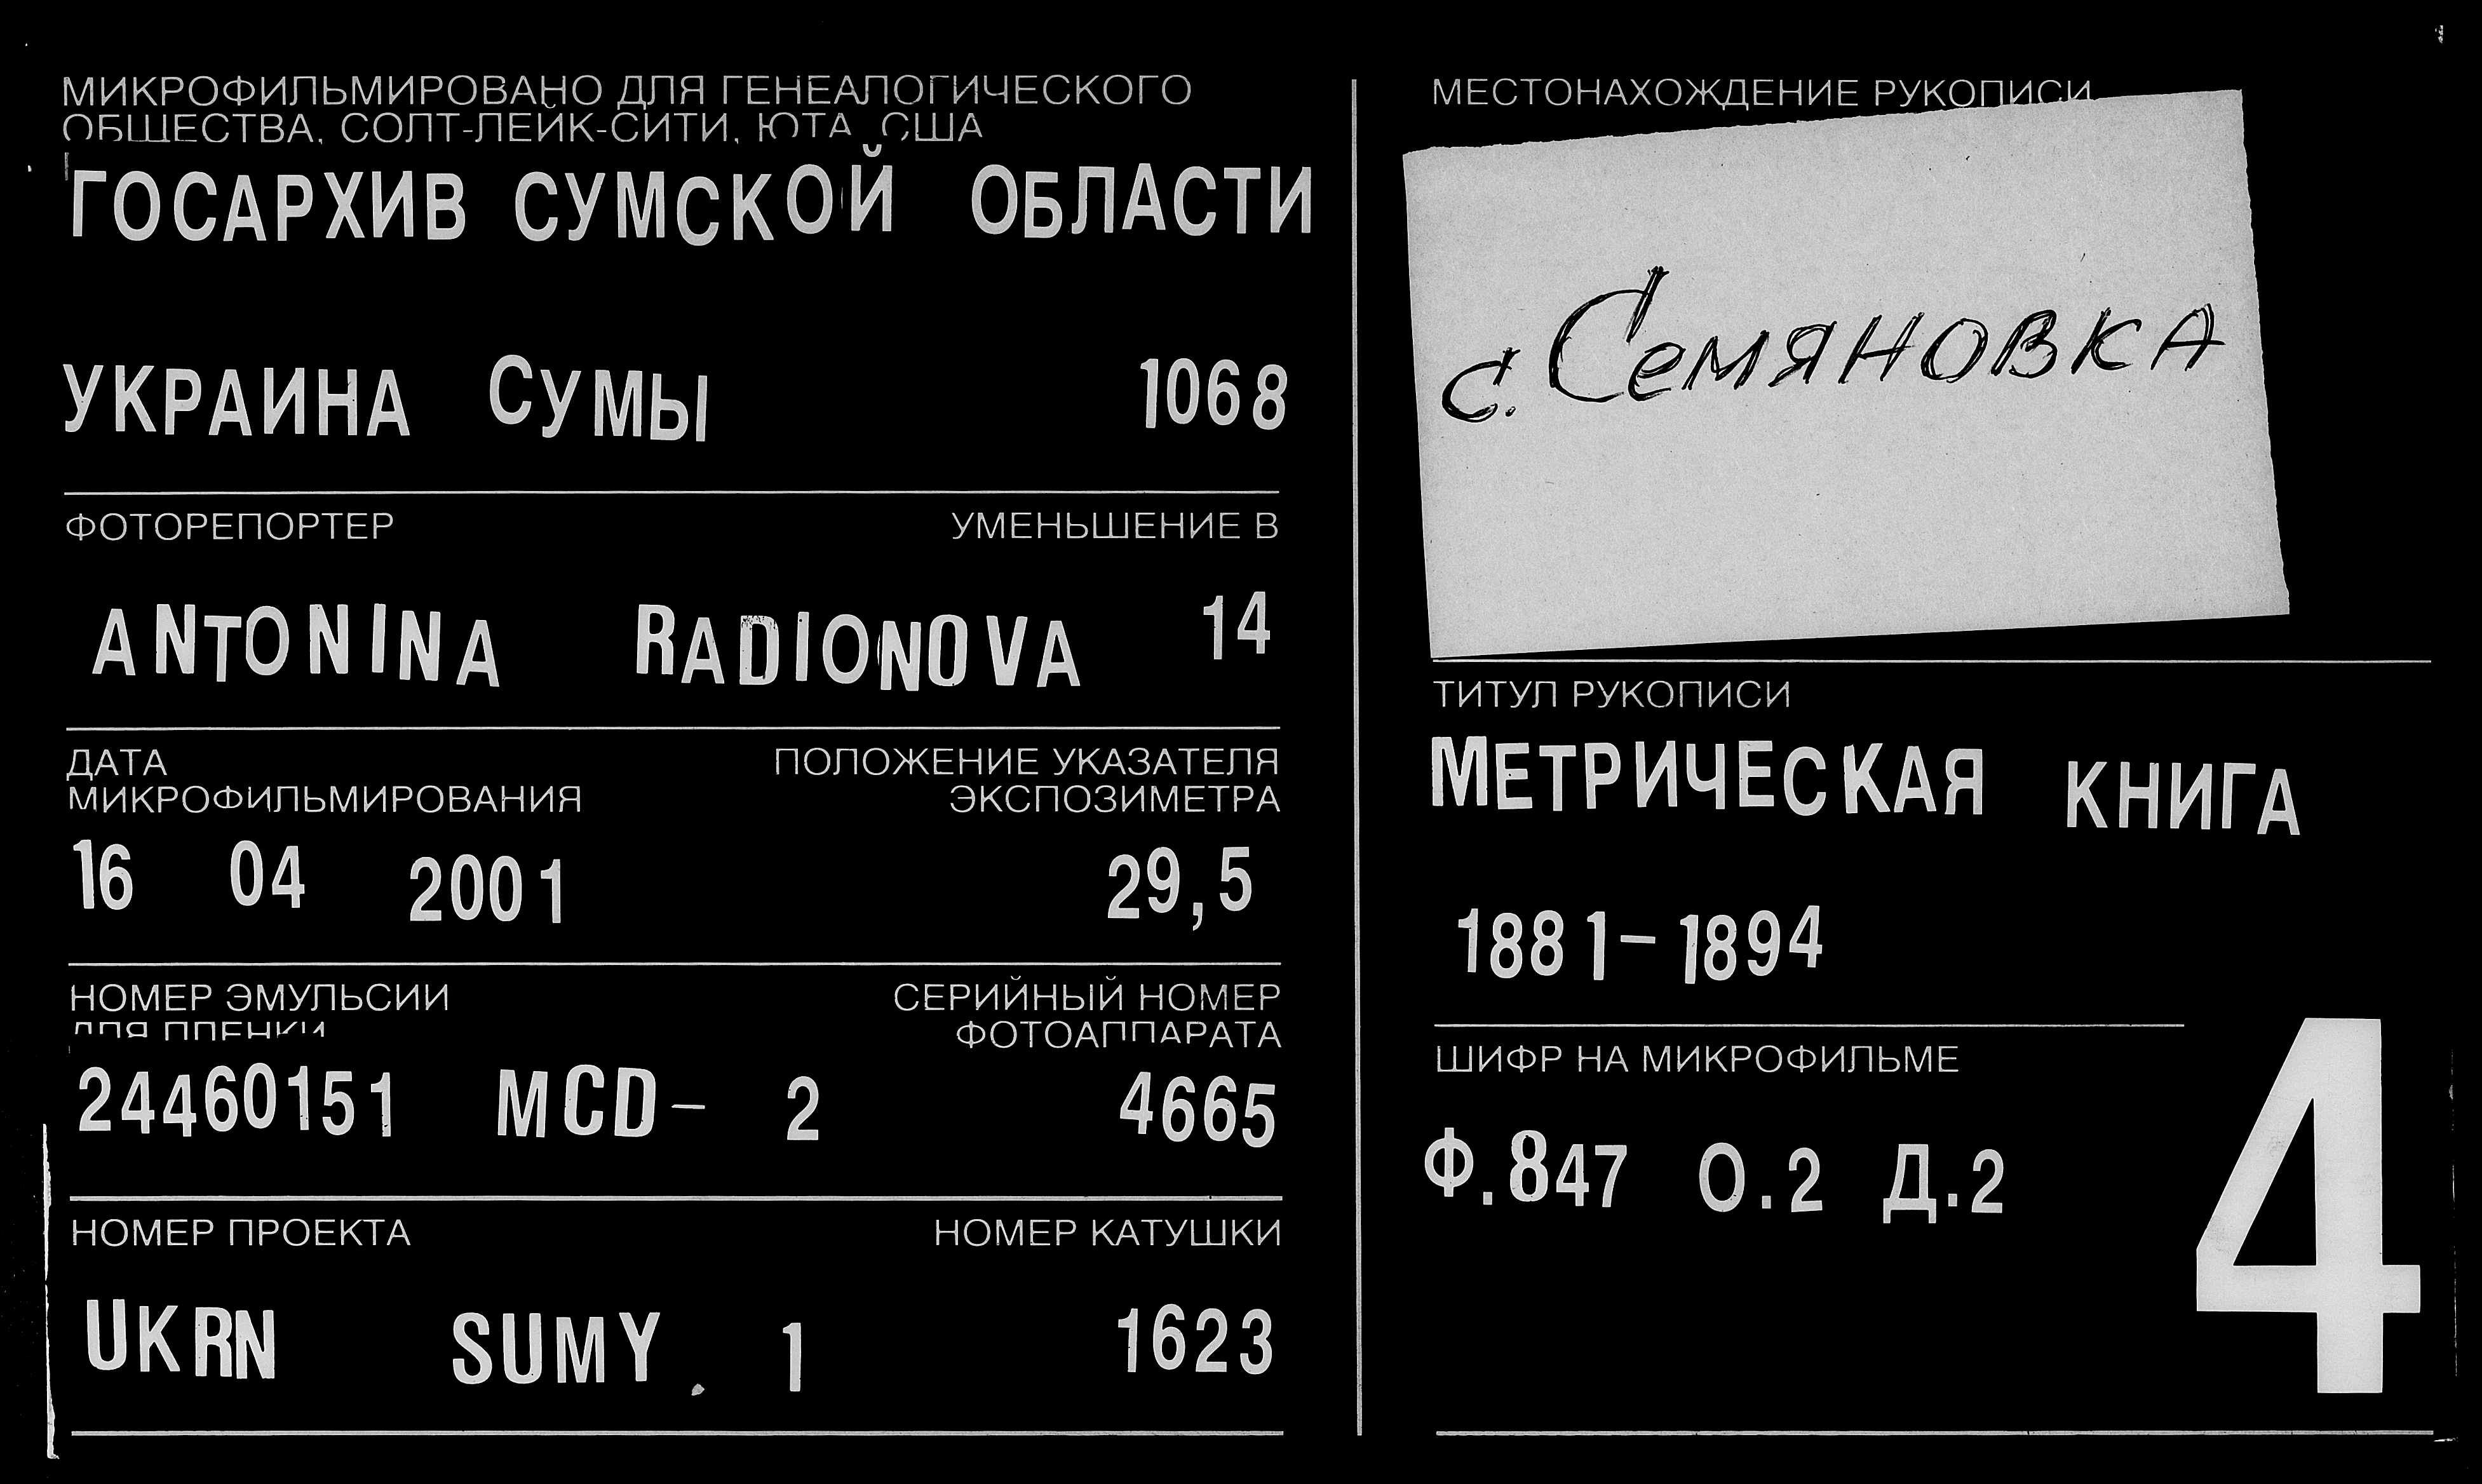 МИКРОФИЛЬМИРОВАНО ДЛЯ ГЕНЕАЛОГИЧЕСКОГО
ОБЩЕСТВА, СОЛТ-ЛЕЙК-СИТИ, ЮТА, США
ГОСАРХИВ СУМСКОЙ ОБЛАСТИ
УКРАИНА СУМЫ 1068
ФОТОРЕПОРТЕР УМЕНЬШЕНИЕ В
ANTONINA RADIONOVA 14
ДАТА ПОЛОЖЕНИЕ УКАЗАТЕЛЯ
МИКРОФИЛЬМИРОВАНИЯ ЭКСПОЗИМЕТРА
16 04 2001 29,5
НОМЕР ЭМУЛЬСИИ СЕРИЙНЫЙ НОМЕР
ДЛЯ ПЛЕНКИ ФОТОАППАРАТА
24460151 MCD- 2 4665
НОМЕР ПРОЕКТА НОМЕР КАТУШКИ
UKRN SUMY. 1 1623
МЕСТОНАХОЖДЕНИЕ РУКОПИСИ
с. Семяновка
ТИТУЛ РУКОПИСИ
МЕТРИЧЕСКАЯ КНИГА
1881-1894
ШИФР НА МИКРОФИЛЬМЕ
Ф.847 О.2 Д.2
4